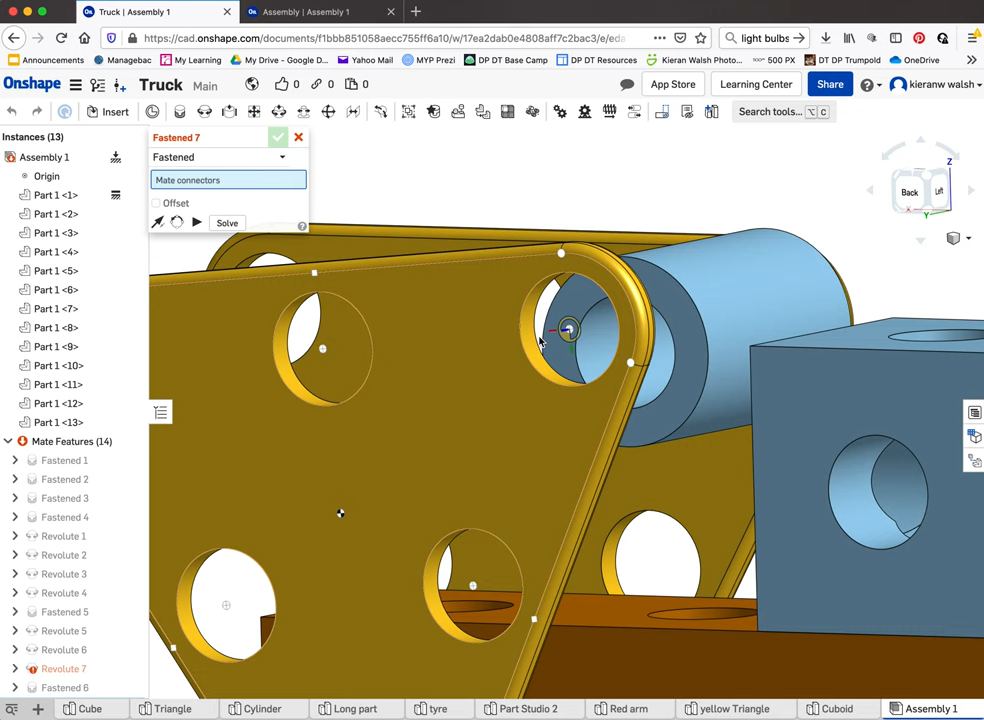 Truck | Assembly 1
Assembly | Assembly 1
https://cad.onshape.com/documents/f1bbb851058aecc755ff6a10/w/17ea2dab0e4808aff7c2bac3/e/eda
light bulbs
Announcements
Managebac
My Learning
My Drive - Google D...
Yahoo Mail
MYP Prezi
DP DT Base Camp
DP DT Resources
Kieran Walsh Photo...
500 PX
DT DP Trumpold
OneDrive
Onshape
Truck
Main
0
0
0
App Store
Learning Center
Share
kieranw walsh
Insert
Search tools...
C
Instances (13)
Assembly 1
Origin
Part 1 <1>
Part 1 <2>
Part 1 <3>
Part 1 <4>
Part 1 <5>
Part 1 <6>
Part 1 <7>
Part 1 <8>
Part 1 <9>
Part 1 <10>
Part 1 <11>
Part 1 <12>
Part 1 <13>
Mate Features (14)
Fastened 1
Fastened 2
Fastened 3
Fastened 4
Revolute 1
Revolute 2
Revolute 3
Revolute 4
Fastened 5
Revolute 5
Revolute 6
Revolute 7
Fastened 6
Fastened 7
Fastened
Mate connectors
Offset
Solve
Z
Back
Left
X
Y
Cube
Triangle
Cylinder
Long part
tyre
Part Studio 2
Red arm
yellow Triangle
Cuboid
Assembly 1